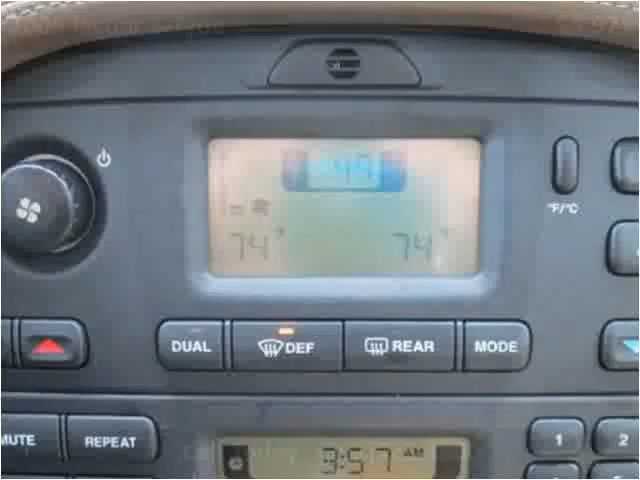 °F/°C
74° 74°
DUAL DEF REAR MODE
MUTE REPEAT 1 2
3:57 AM